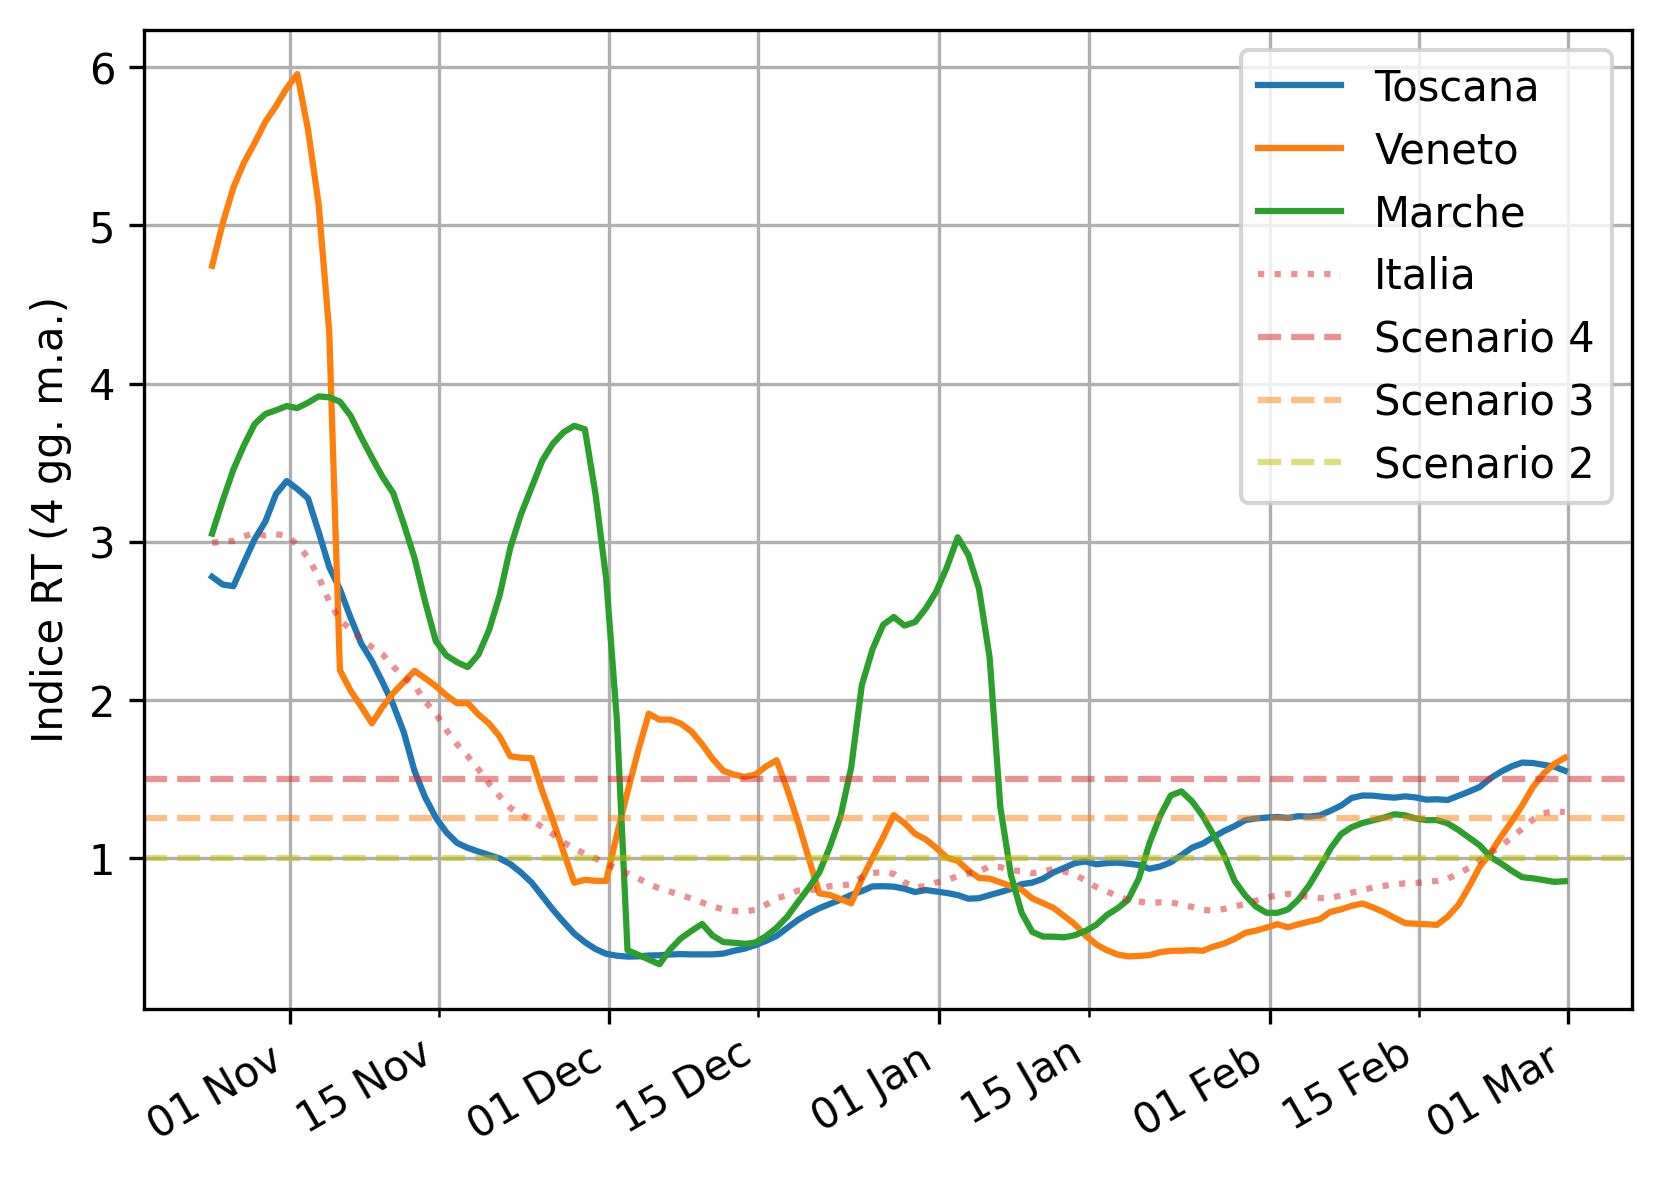 Indice RT (4 gg. m.a.)
6
5
4
3
2
1
Toscana
Veneto
Marche
Italia
Scenario 4
Scenario 3
Scenario 2
01 Nov
15 Nov
01 Dec
15 Dec
01 Jan
15 Jan
01 Feb
15 Feb
01 Mar